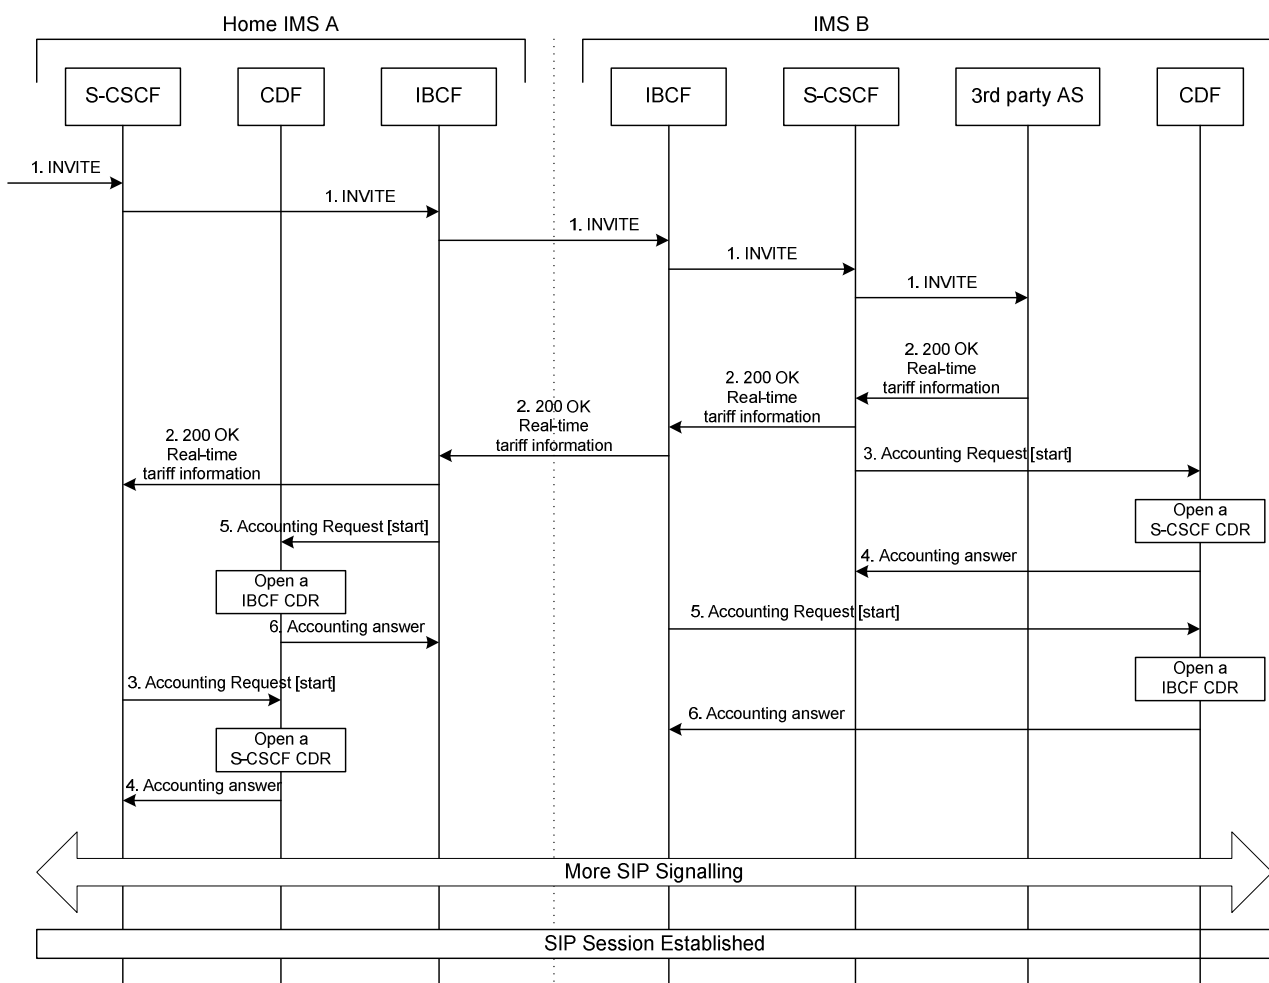 Home IMS A
IMS B
S-CSCF
CDF
IBCF
IBCF
S-CSCF
3rd party AS
CDF
1. INVITE
1. INVITE
1. INVITE
1. INVITE
1. INVITE
2. 200 OK
Real-time
tariff information
2. 200 OK
Real-time
tariff information
2. 200 OK
Real-time
tariff information
2. 200 OK
Real-time
tariff information
3. Accounting Request [start]
Open a
S-CSCF CDR
5. Accounting Request [start]
4. Accounting answer
Open a
IBCF CDR
5. Accounting Request [start]
6. Accounting answer
Open a
IBCF CDR
3. Accounting Request [start]
6. Accounting answer
Open a
S-CSCF CDR
4. Accounting answer
More SIP Signalling
SIP Session Established